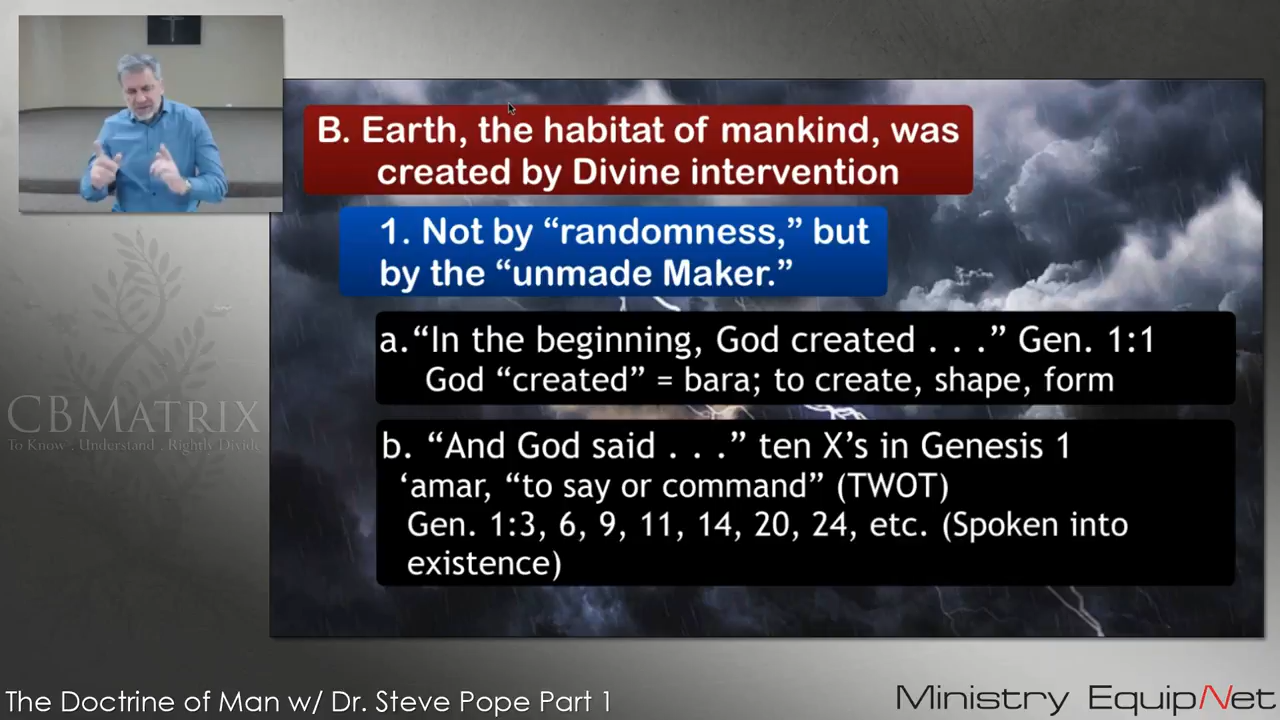 B. Earth, the habitat of mankind, was
created by Divine intervention
1. Not by “randomness,” but
by the “unmade Maker.”
a.“In the beginning, God created . . .” Gen. 1:1
God “created” = bara; to create, shape, form
b. “And God said . . .” ten X’s in Genesis 1
‘amar, “to say or command” (TWOT)
Gen. 1:3, 6, 9, 11, 14, 20, 24, etc. (Spoken into
existence)
CBMATRIX
To Know . Understand . Rightly Divide
The Doctrine of Man w/ Dr. Steve Pope Part 1
Ministry EquipNet